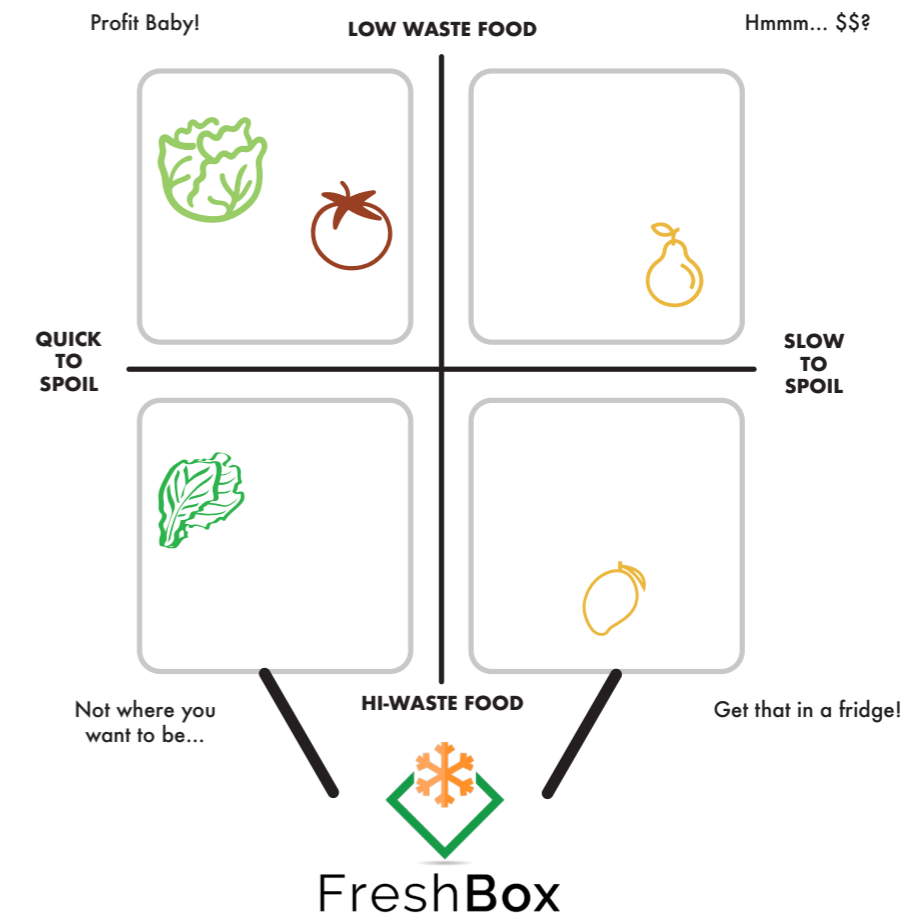 Profit Baby!
LOW WASTE FOOD
Hmmm... $$?
QUICK
TO
SPOIL
SLOW
TO
SPOIL
Not where you
want to be...
HI-WASTE FOOD
Get that in a fridge!
FreshBox